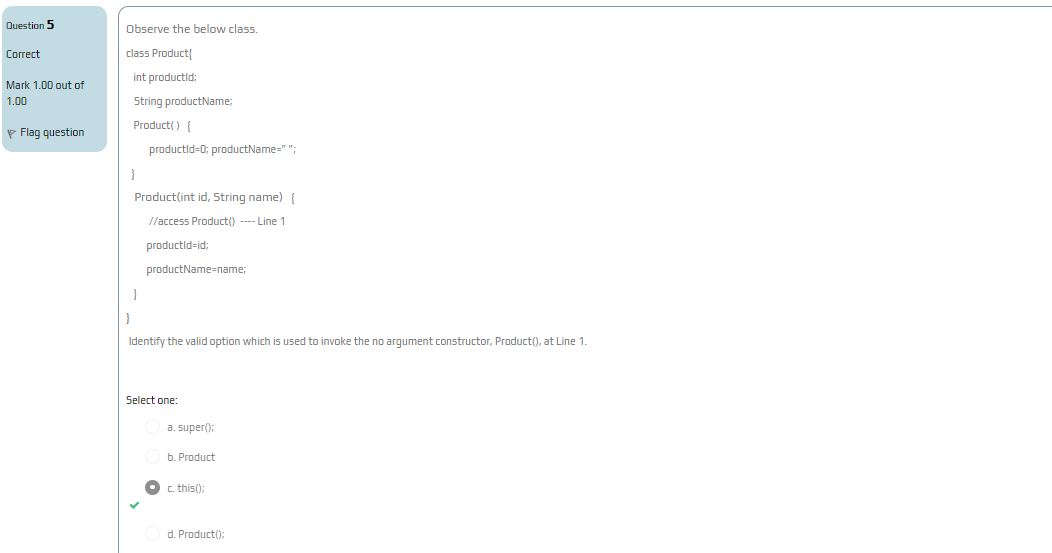 Question 5
Correct
Mark 1.00 out of
1.00
Flag question
Observe the below class.
class Product{
int productId;
String productName;
Product( ) {
productId=0; productName=” ”;
}
Product(int id, String name) {
//access Product() ---- Line 1
productId=id;
productName=name;
}
}
Identify the valid option which is used to invoke the no argument constructor, Product(), at Line 1.
Select one:
a. super();
b. Product
c. this();
d. Product();